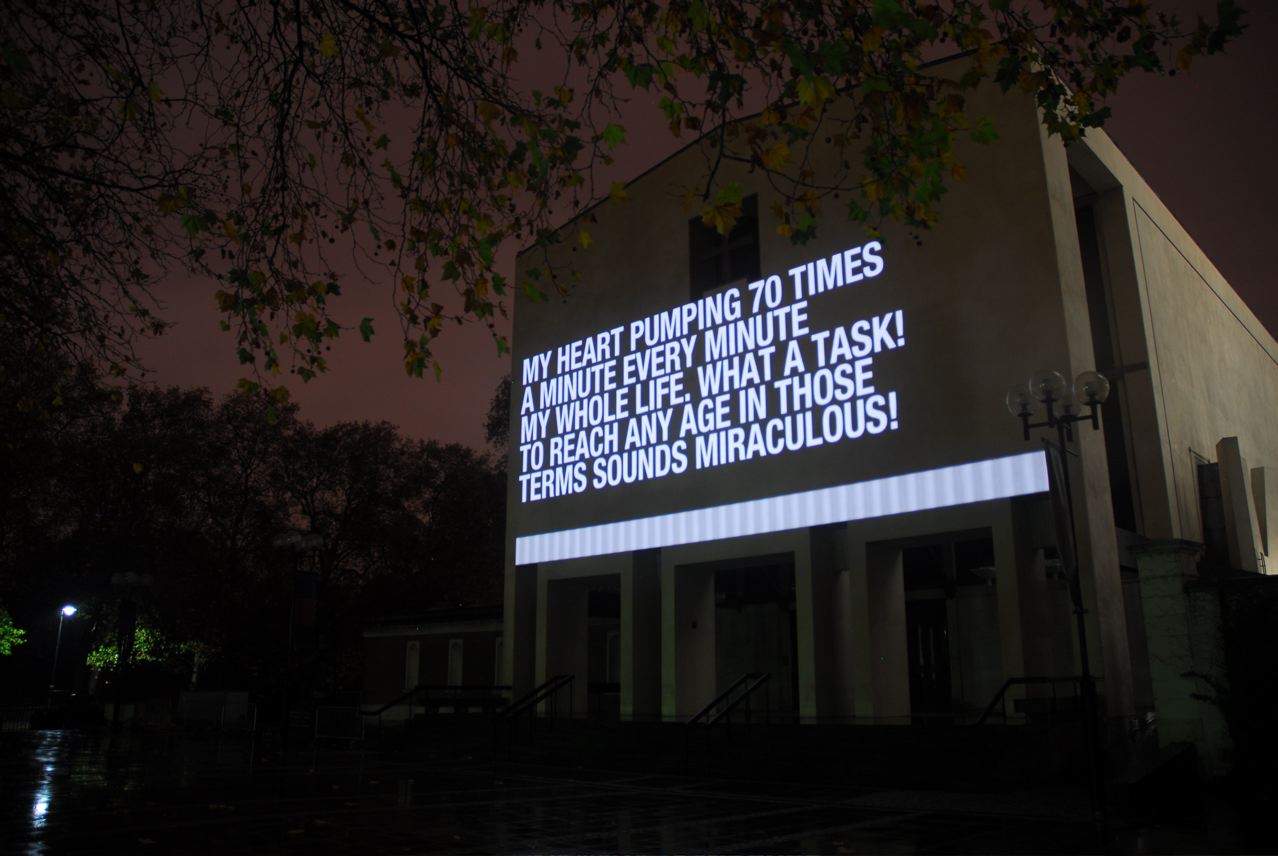 MY HEART PUMPING 70 TIMES
A MINUTE EVERY MINUTE
MY WHOLE LIFE. WHAT A TASK!
TO REACH ANY AGE IN THOSE
TERMS SOUNDS MIRACULOUS!